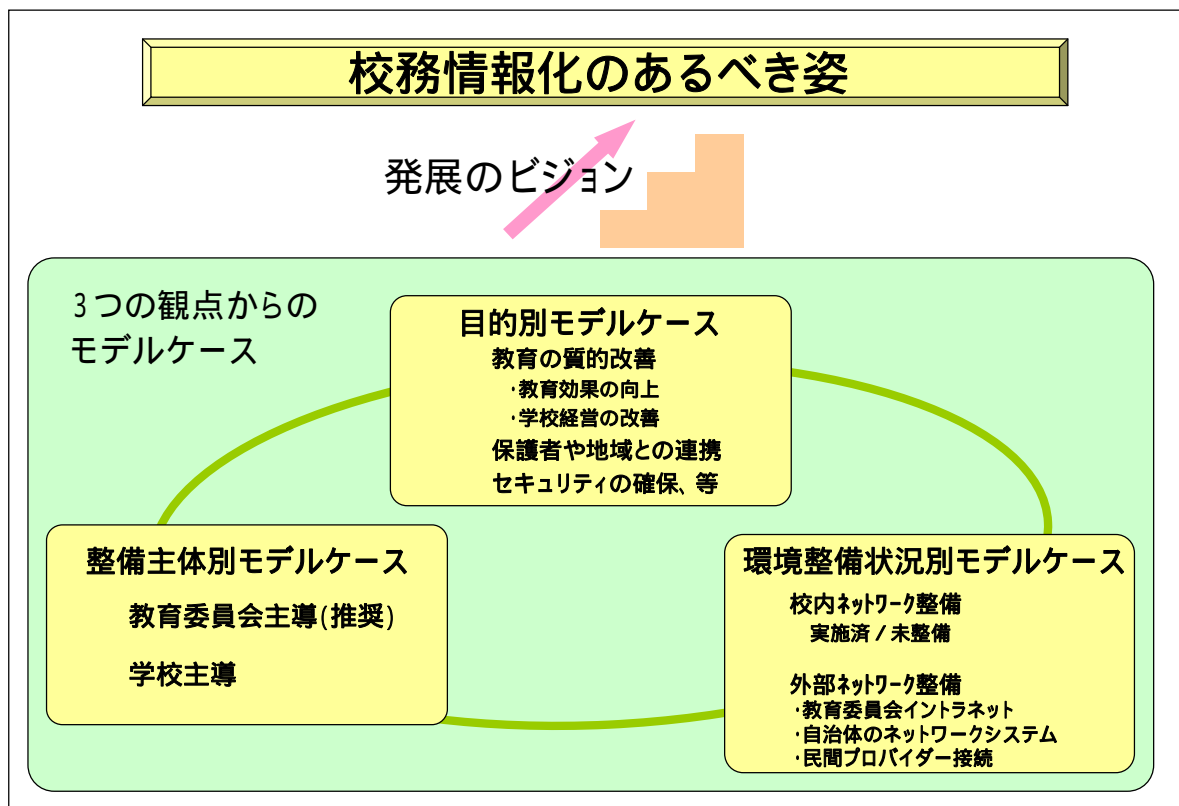 校務情報化のあるべき姿
発展のビジョン
3つの観点からの
モデルケース
目的別モデルケース
教育の質的改善
・教育効果の向上
・学校経営の改善
保護者や地域との連携
セキュリティの確保、等
整備主体別モデルケース
教育委員会主導(推奨)
学校主導
環境整備状況別モデルケース
校内ネットワーク整備
実施済/未整備
外部ネットワーク整備
・教育委員会イントラネット
・自治体のネットワークシステム
・民間プロバイダー接続